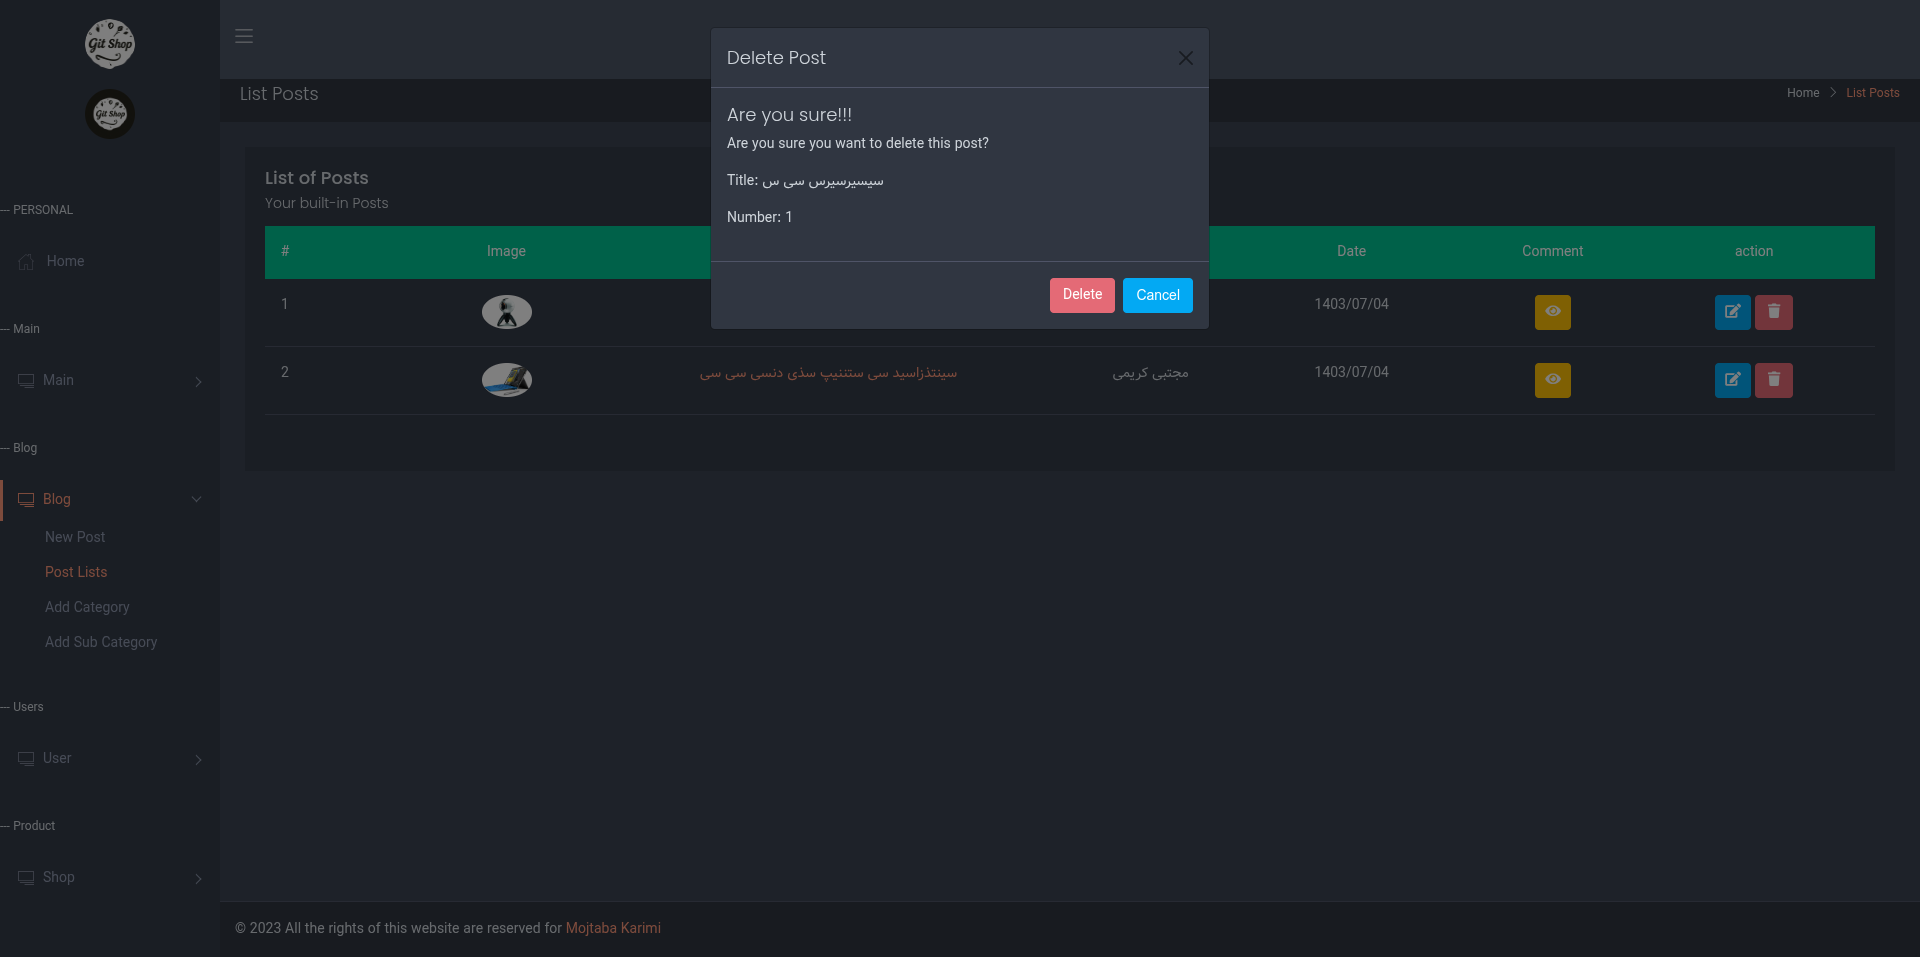 Git Shop
Git Shop
--- PERSONAL
Home
--- Main
Main
--- Blog
Blog
New Post
Post Lists
Add Category
Add Sub Category
--- Users
User
--- Product
Shop
List Posts
Home > List Posts
List of Posts
Your built-in Posts
# Image Date Comment action
1 1403/07/04
2 سینتذزاسید سی ستننیپ سذی دنسی سی سی مجتبی کریمی 1403/07/04
Delete Post
Are you sure!!!
Are you sure you want to delete this post?
Title: سیسیرسیرس سی س
Number: 1
Delete Cancel
© 2023 All the rights of this website are reserved for Mojtaba Karimi